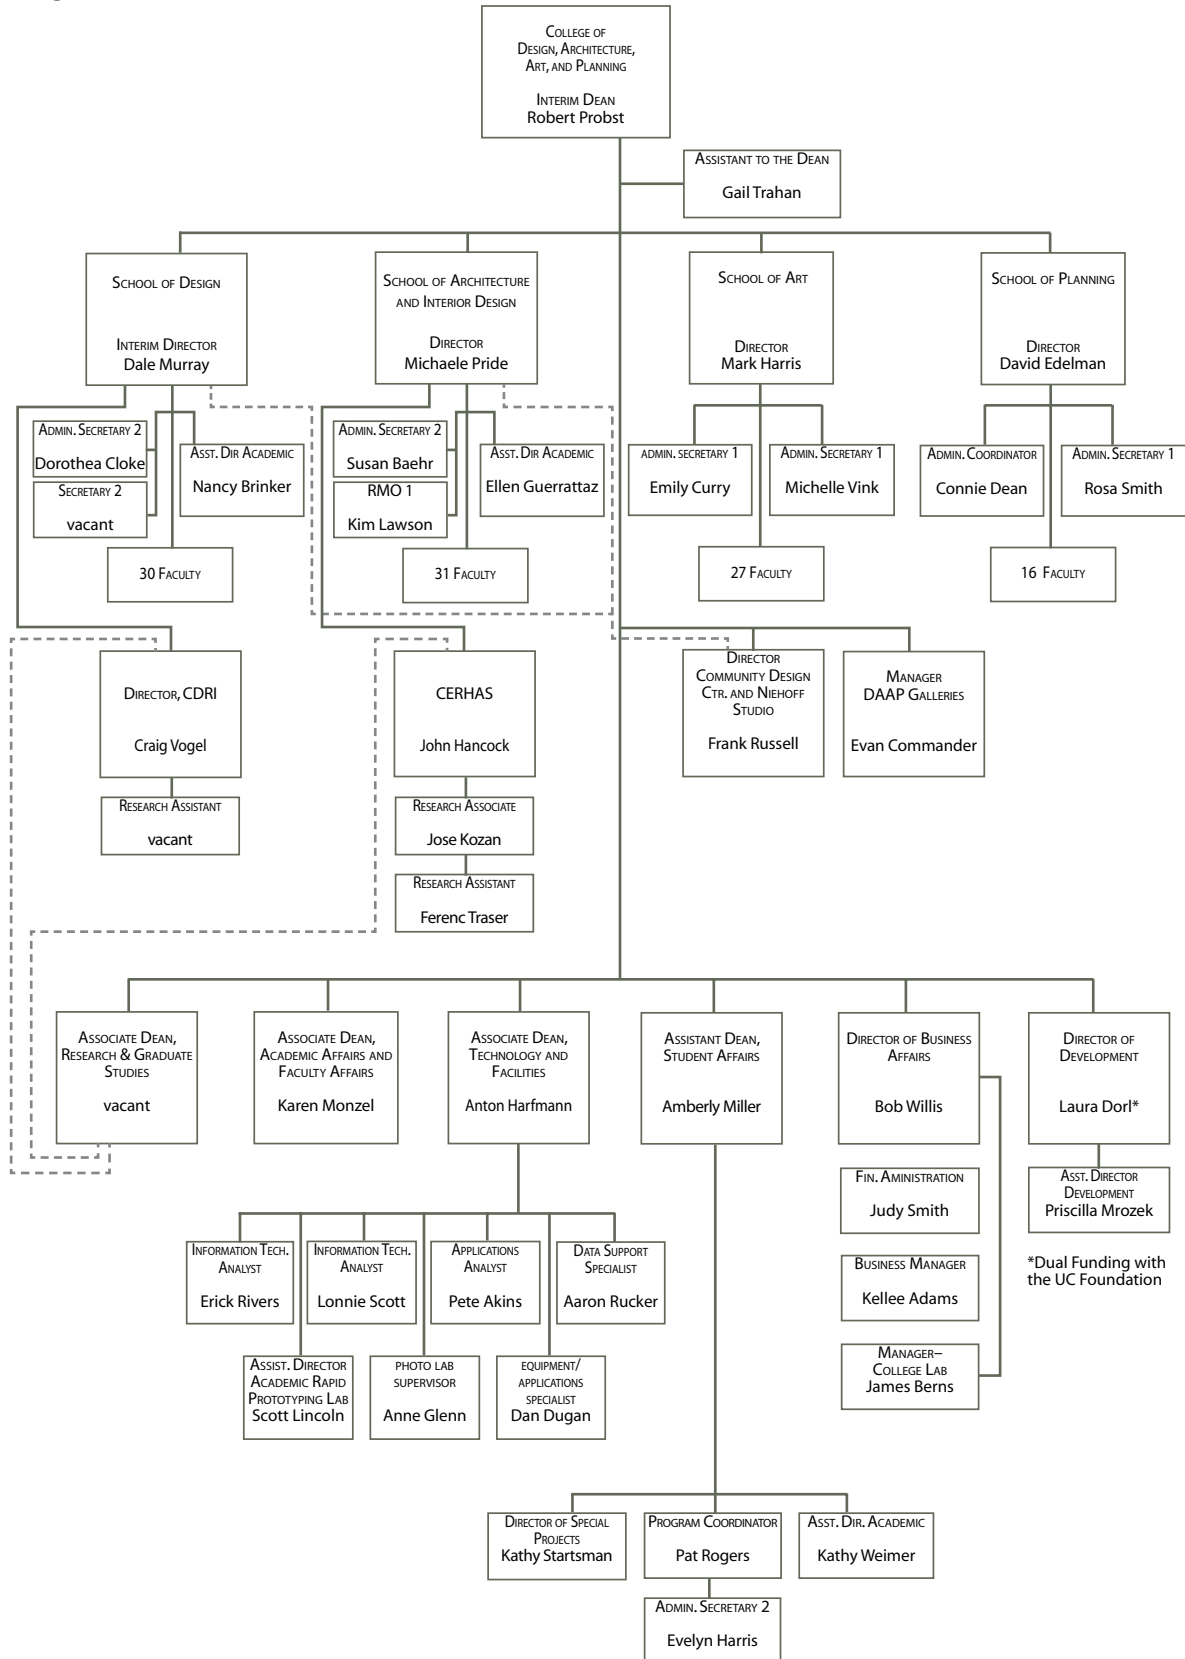 College of
Design, Architecture,
Art, and Planning
Interim Dean
Robert Probst
Assistant to the Dean
Gail Trahan
School of Design
Interim Director
Dale Murray
School of Architecture
and Interior Design
Director
Michaele Pride
School of Art
Director
Mark Harris
School of Planning
Director
David Edelman
Admin. Secretary 2
Dorothea Cloke
Secretary 2
vacant
Asst. Dir Academic
Nancy Brinker
Admin. Secretary 2
Susan Baehr
RMO 1
Kim Lawson
Asst. Dir Academic
Ellen Guerrattaz
admin. secretary 1
Emily Curry
Admin. Secretary 1
Michelle Vink
Admin. Coordinator
Connie Dean
Admin. Secretary 1
Rosa Smith
30 Faculty
31 Faculty
27 Faculty
16 Faculty
Director, CDRI
Craig Vogel
CERHAS
John Hancock
Director
Community Design
Ctr. and Niehoff
Studio
Frank Russell
Manager
DAAP Galleries
Evan Commander
Research Assistant
vacant
Research Associate
Jose Kozan
Research Assistant
Ferenc Traser
Associate Dean,
Research & Graduate
Studies
vacant
Associate Dean,
Academic Affairs and
Faculty Affairs
Karen Monzel
Associate Dean,
Technology and
Facilities
Anton Harfmann
Assistant Dean,
Student Affairs
Amberly Miller
Director of Business
Affairs
Bob Willis
Director of
Development
Laura Dorl*
Fin. Aministration
Judy Smith
Asst. Director
Development
Priscilla Mrozek
Information Tech.
Analyst
Erick Rivers
Information Tech.
Analyst
Lonnie Scott
Applications
Analyst
Pete Akins
Data Support
Specialist
Aaron Rucker
Business Manager
Kellee Adams
*Dual Funding with
the UC Foundation
Assist. Director
Academic Rapid
Prototyping Lab
Scott Lincoln
photo lab
supervisor
Anne Glenn
equipment/
applications
specialist
Dan Dugan
Manager–
College Lab
James Berns
Director of Special
Projects
Kathy Startsman
Program Coordinator
Pat Rogers
Asst. Dir. Academic
Kathy Weimer
Admin. Secretary 2
Evelyn Harris